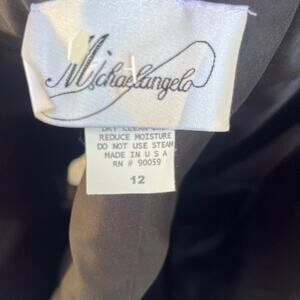 Michaelangelo
DRY CLEAN ONLY
REDUCE MOISTURE
DO NOT USE STEAM
MADE IN U S A
RN # 90059
12